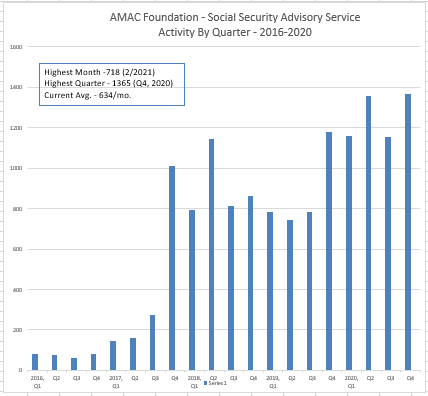 AMAC Foundation - Social Security Advisory Service
Activity By Quarter - 2016-2020
Highest Month -718 (2/2021)
Highest Quarter - 1365 (Q4, 2020)
Current Avg. - 634/mo.
1600
1400
1200
1000
800
600
400
200
0
2016, Q1 Q2 Q3 Q4 2017, Q1 Q2 Q3 Q4 2018, Q1 Q2 Q3 Q4 2019, Q1 Q2 Q3 Q4 2020, Q1 Q2 Q3 Q4
Series1